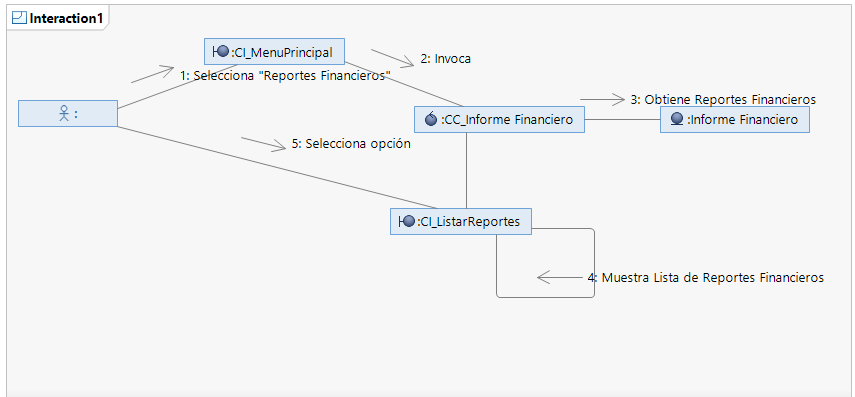 Interaction1
:CI_MenuPrincipal
2: Invoca
1: Selecciona "Reportes Financieros"
3: Obtiene Reportes Financieros
:
:CC_Informe Financiero
:Informe Financiero
5: Selecciona opción
:CI_ListarReportes
4: Muestra Lista de Reportes Financieros